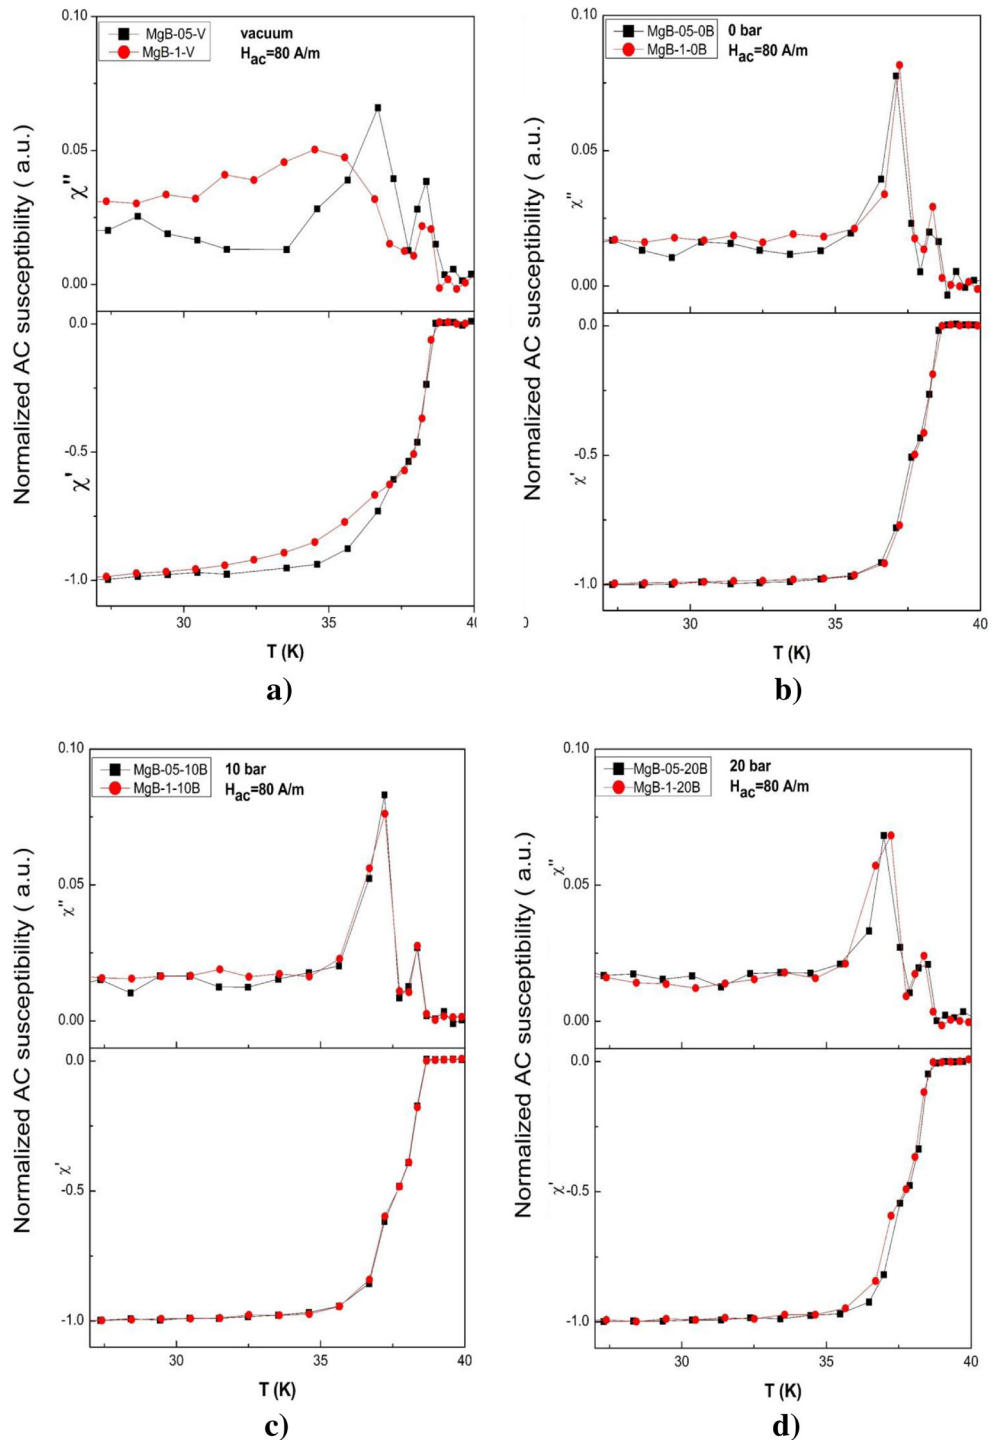 MgB-05-V
MgB-1-V
vacuum
Hac=80 A/m
0.10
0.05
0.00
0.0
-0.5
-1.0
χ''
χ'
Normalized AC susceptibility ( a.u.)
30
35
40
T (K)
a)
MgB-05-0B
MgB-1-0B
0 bar
Hac=80 A/m
0.10
0.05
0.00
0.0
-0.5
-1.0
χ''
χ'
Normalized AC susceptibility ( a.u.)
0
30
35
40
T (K)
b)
MgB-05-10B
MgB-1-10B
10 bar
Hac=80 A/m
0.10
0.05
0.00
0.0
-0.5
-1.0
χ''
χ'
Normalized AC susceptibility ( a.u.)
30
35
40
T (K)
c)
MgB-05-20B
MgB-1-20B
20 bar
Hac=80 A/m
0.10
0.05
0.00
0.0
-0.5
-1.0
χ''
χ'
Normalized AC susceptibility ( a.u.)
30
35
40
T (K)
d)